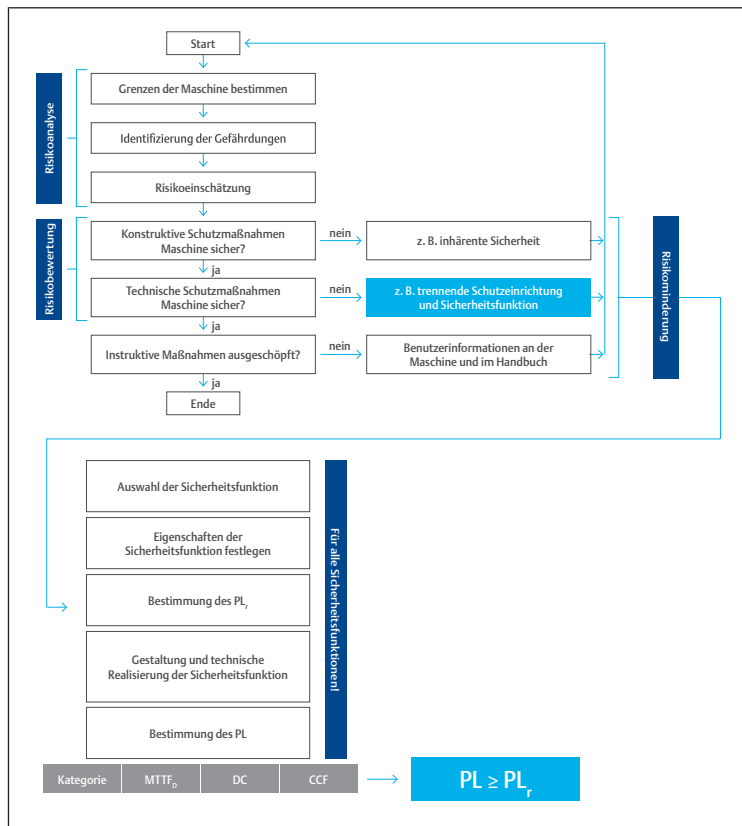 Start
Risikoanalyse
Grenzen der Maschine bestimmen
Identifizierung der Gefährdungen
Risikoeinschätzung
Risikobewertung
Konstruktive Schutzmaßnahmen
Maschine sicher?
nein
z. B. inhärente Sicherheit
ja
Technische Schutzmaßnahmen
Maschine sicher?
nein
z. B. trennende Schutzeinrichtung
und Sicherheitsfunktion
ja
Instruktive Maßnahmen ausgeschöpft?
nein
Benutzerinformationen an der
Maschine und im Handbuch
ja
Ende
Risikominderung
Auswahl der Sicherheitsfunktion
Eigenschaften der
Sicherheitsfunktion festlegen
Bestimmung des PLr
Gestaltung und technische
Realisierung der Sicherheitsfunktion
Bestimmung des PL
Für alle Sicherheitsfunktionen!
Kategorie
MTTFD
DC
CCF
PL ≥ PLr